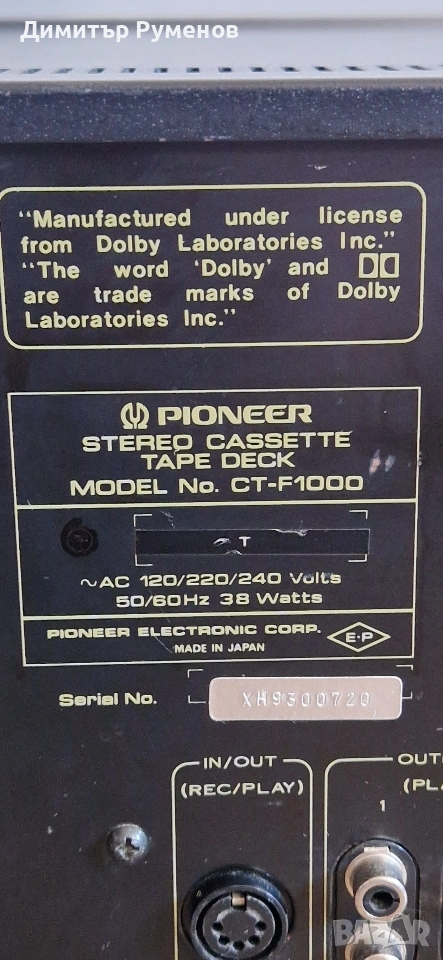 Димитър Руменов
"Manufactured under license
from Dolby Laboratories Inc."
"The word 'Dolby' and
are trade marks of Dolby
Laboratories Inc."
PIONEER
STEREO CASSETTE
TAPE DECK
MODEL No. CT-F1000
T
~AC 120/220/240 Volts
50/60Hz 38 Watts
PIONEER ELECTRONIC CORP.
MADE IN JAPAN
E·P
Serial No. XH9300720
IN/OUT
(REC/PLAY)
OUT
(PL
1
BAZAR